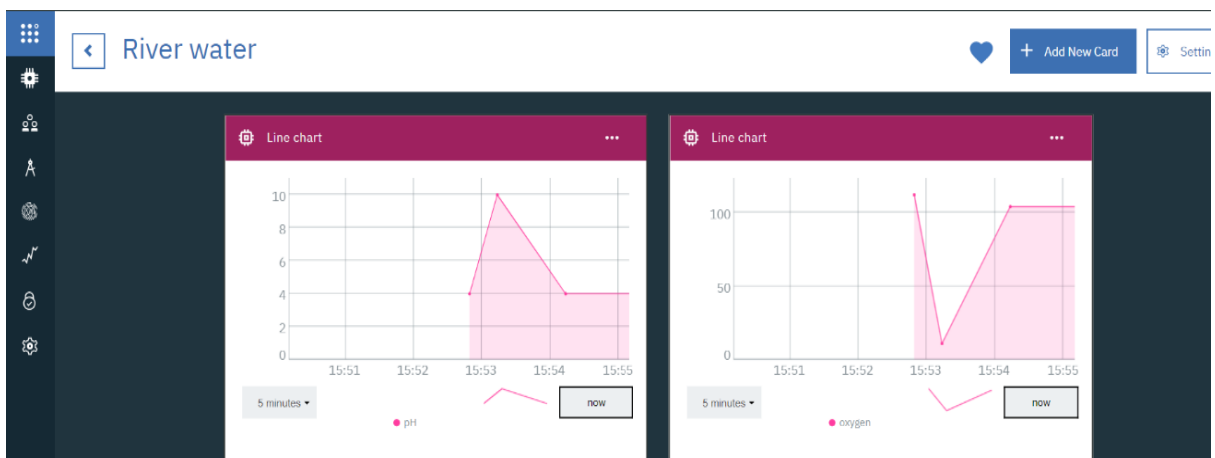 River water
+ Add New Card
Settin
Line chart
10
8
6
4
2
0
15:51 15:52 15:53 15:54 15:55
5 minutes
now
pH
Line chart
100
50
0
15:51 15:52 15:53 15:54 15:55
5 minutes
now
oxygen